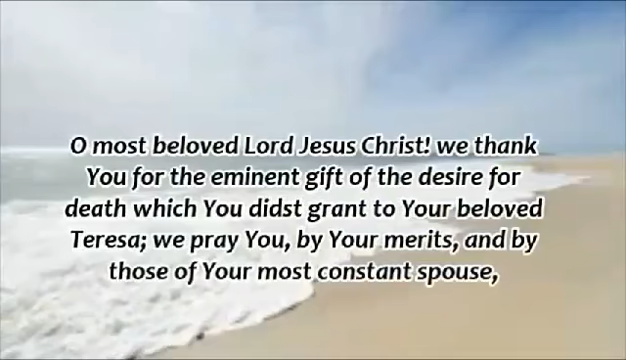 O most beloved Lord Jesus Christ! we thank
You for the eminent gift of the desire for
death which You didst grant to Your beloved
Teresa; we pray You, by Your merits, and by
those of Your most constant spouse,